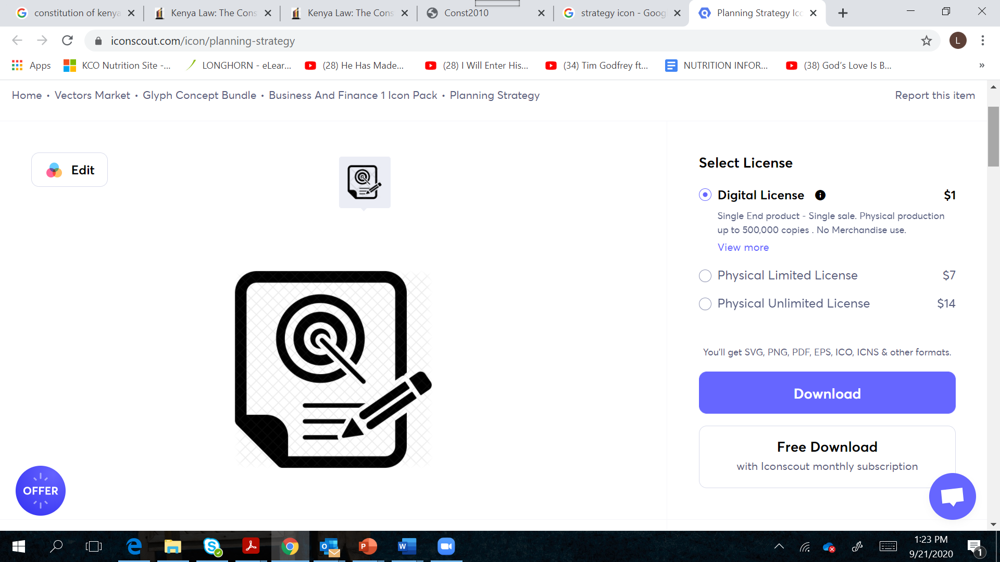 constitution of kenya
Kenya Law: The Cons
Kenya Law: The Cons
Const2010
strategy icon - Goog
Planning Strategy Ico
iconscout.com/icon/planning-strategy
L
Apps
KCO Nutrition Site -...
LONGHORN - eLear...
(28) He Has Made...
(28) I Will Enter His...
(34) Tim Godfrey ft...
NUTRITION INFOR...
(38) God's Love Is B...
»
Home • Vectors Market • Glyph Concept Bundle • Business And Finance 1 Icon Pack • Planning Strategy
Report this item
Edit
Select License
Digital License
$1
Single End product - Single sale. Physical production
up to 500,000 copies . No Merchandise use.
View more
Physical Limited License
$7
Physical Unlimited License
$14
You'll get SVG, PNG, PDF, EPS, ICO, ICNS & other formats.
Download
Free Download
with Iconscout monthly subscription
OFFER
1:23 PM
9/21/2020
1